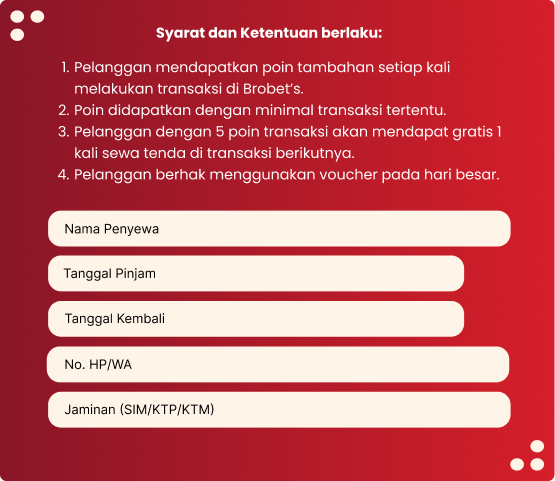 Syarat dan Ketentuan berlaku:
1. Pelanggan mendapatkan poin tambahan setiap kali
melakukan transaksi di Brobet’s.
2. Poin didapatkan dengan minimal transaksi tertentu.
3. Pelanggan dengan 5 poin transaksi akan mendapat gratis 1
kali sewa tenda di transaksi berikutnya.
4. Pelanggan berhak menggunakan voucher pada hari besar.
Nama Penyewa
Tanggal Pinjam
Tanggal Kembali
No. HP/WA
Jaminan (SIM/KTP/KTM)